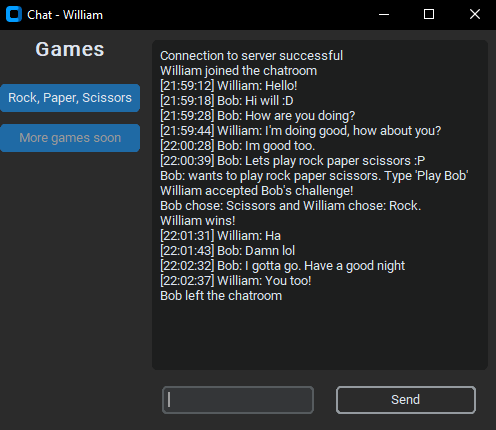 Chat - William
Games
Rock, Paper, Scissors
More games soon
Connection to server successful
William joined the chatroom
[21:59:12] William: Hello!
[21:59:18] Bob: Hi will :D
[21:59:28] Bob: How are you doing?
[21:59:44] William: I'm doing good, how about you?
[22:00:28] Bob: Im good too.
[22:00:39] Bob: Lets play rock paper scissors :P
Bob: wants to play rock paper scissors. Type 'Play Bob'
William accepted Bob's challenge!
Bob chose: Scissors and William chose: Rock.
William wins!
[22:01:31] William: Ha
[22:01:43] Bob: Damn lol
[22:02:32] Bob: I gotta go. Have a good night
[22:02:37] William: You too!
Bob left the chatroom
Send